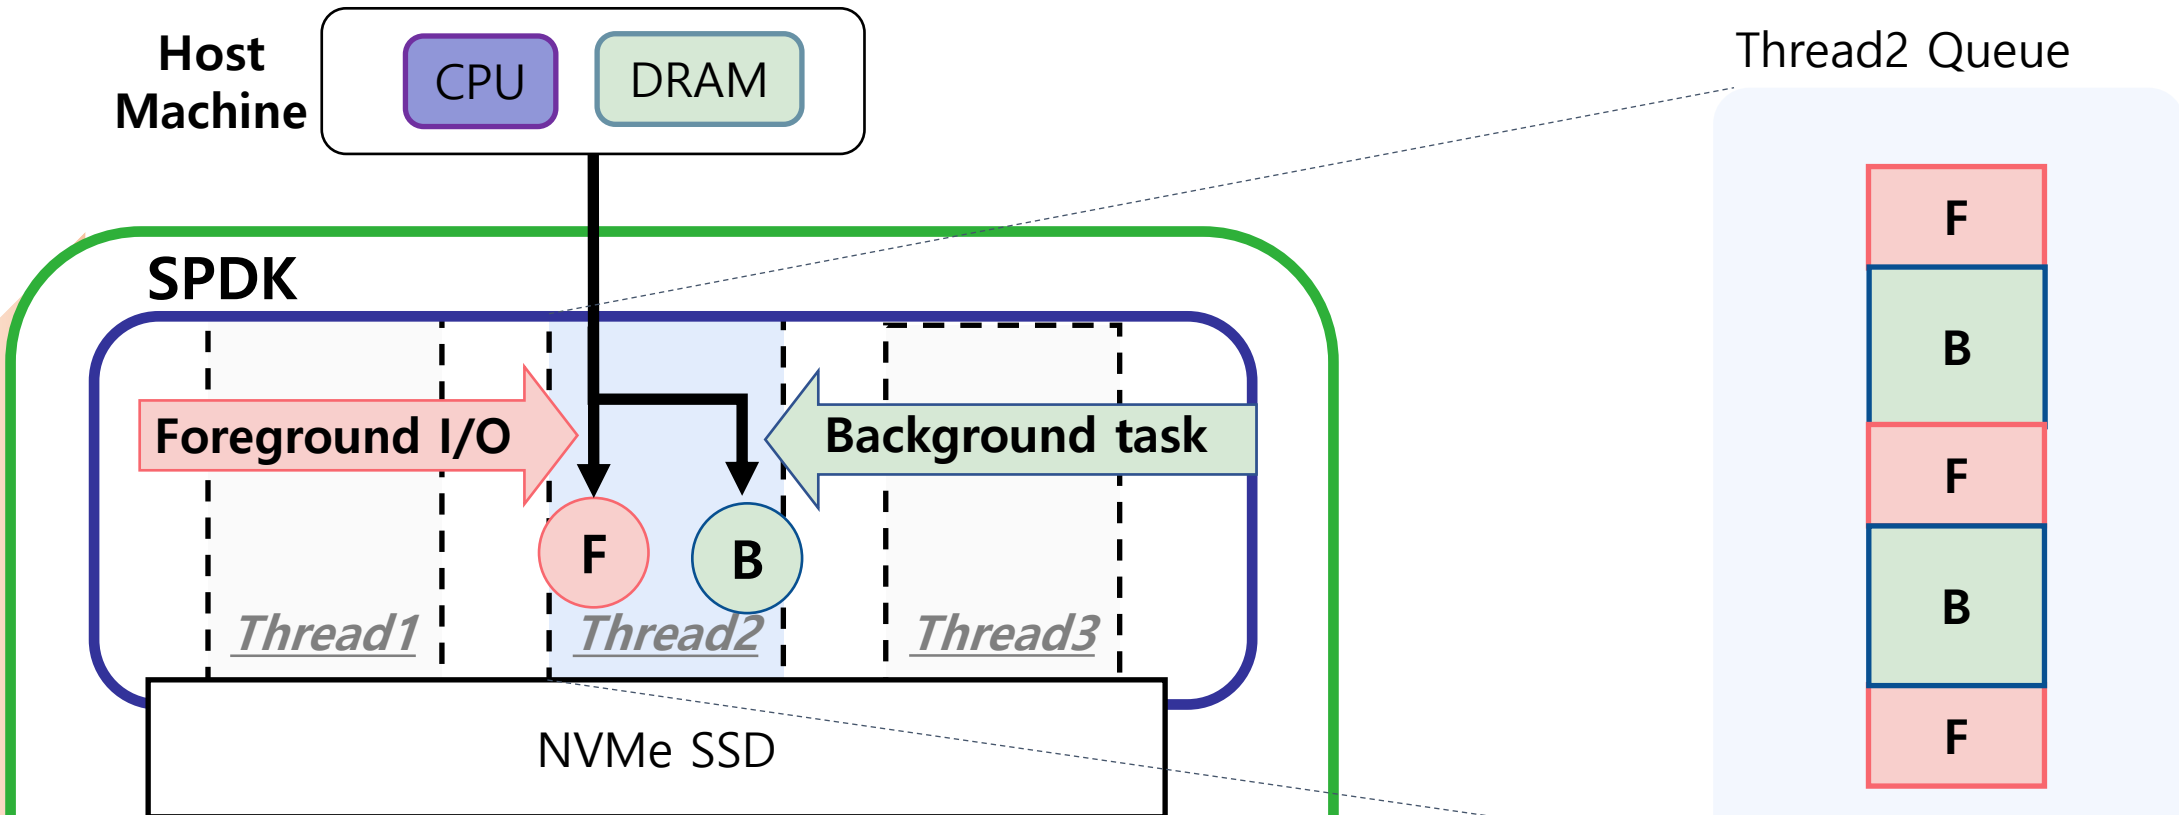 Host
Machine
CPU
DRAM
Thread2 Queue
SPDK
Foreground I/O
Background task
F
B
Thread1
Thread2
Thread3
NVMe SSD
F
B
F
B
F